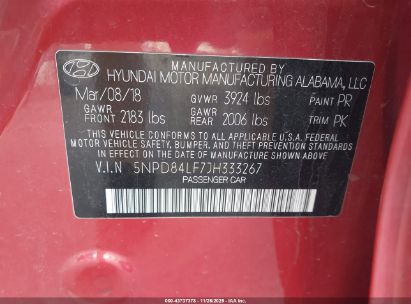 MANUFACTURED BY
HYUNDAI MOTOR MANUFACTURING ALABAMA, LLC
Mar/08/18 GVWR 3924 lbs PAINT PR
GAWR FRONT 2183 lbs GAWR REAR 2006 lbs TRIM PK
THIS VEHICLE CONFORMS TO ALL APPLICABLE U.S.A. FEDERAL
MOTOR VEHICLE SAFETY, BUMPER, AND THEFT PREVENTION STANDARDS
IN EFFECT ON THE DATE OF MANUFACTURE SHOWN ABOVE.
V.I.N 5NPD84LF7JH333267
PASSENGER CAR